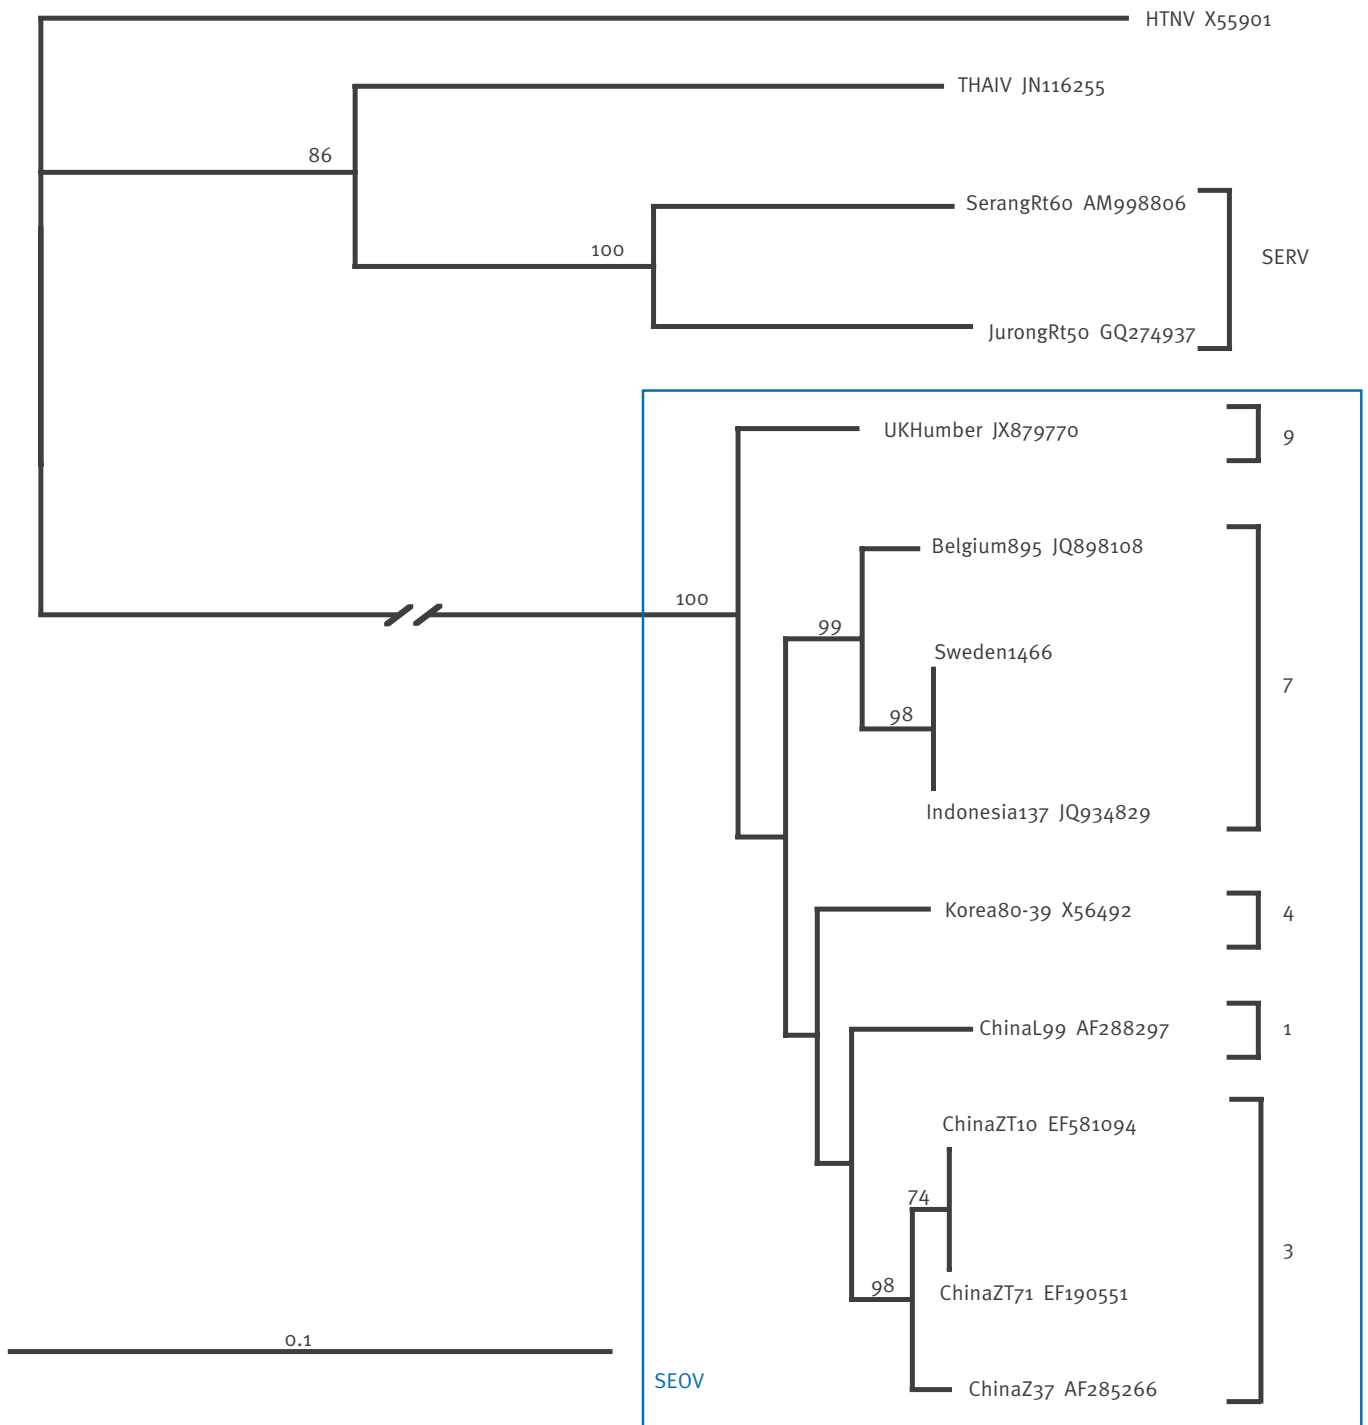 HTNV X55901
THAIV JN116255
86
SerangRt60 AM998806
100
SERV
JurongRt50 GQ274937
UKHumber JX879770
9
Belgium895 JQ898108
100
99
Sweden1466
7
98
Indonesia137 JQ934829
Korea80-39 X56492
4
ChinaL99 AF288297
1
ChinaZT10 EF581094
74
3
98
ChinaZT71 EF190551
0.1
SEOV
ChinaZ37 AF285266